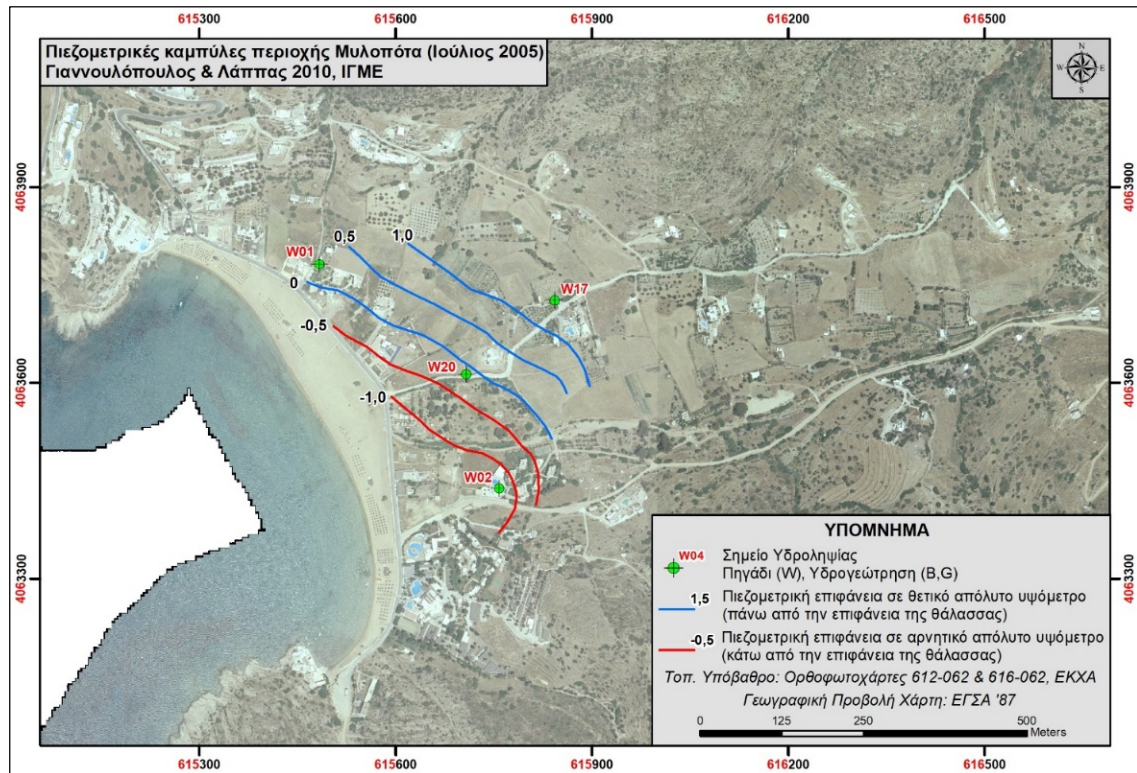 615300 615600 615900 616200 616500
Πιεζομετρικές καμπύλες περιοχής Μυλοπότα (Ιούλιος 2005)
Γιαννουλόπουλος & Λάππας 2010, ΙΓΜΕ
N
W E
S
4063900 4063900
0,5 1,0
W01
0
W17
-0,5
4063600 4063600
W20
-1,0
W02
4063300 4063300
ΥΠΟΜΝΗΜΑ
W04 Σημείο Υδροληψίας
Πηγάδι (W), Υδρογεώτρηση (B,G)
1,5 Πιεζομετρική επιφάνεια σε θετικό απόλυτο υψόμετρο
(πάνω από την επιφάνεια της θάλασσας)
-0,5 Πιεζομετρική επιφάνεια σε αρνητικό απόλυτο υψόμετρο
(κάτω από την επιφάνεια της θάλασσας)
Τοπ. Υπόβαθρο: Ορθοφωτοχάρτες 612-062 & 616-062, ΕΚΧΑ
Γεωγραφική Προβολή Χάρτη: ΕΓΣΑ '87
0 125 250 500
Meters
615300 615600 615900 616200 616500